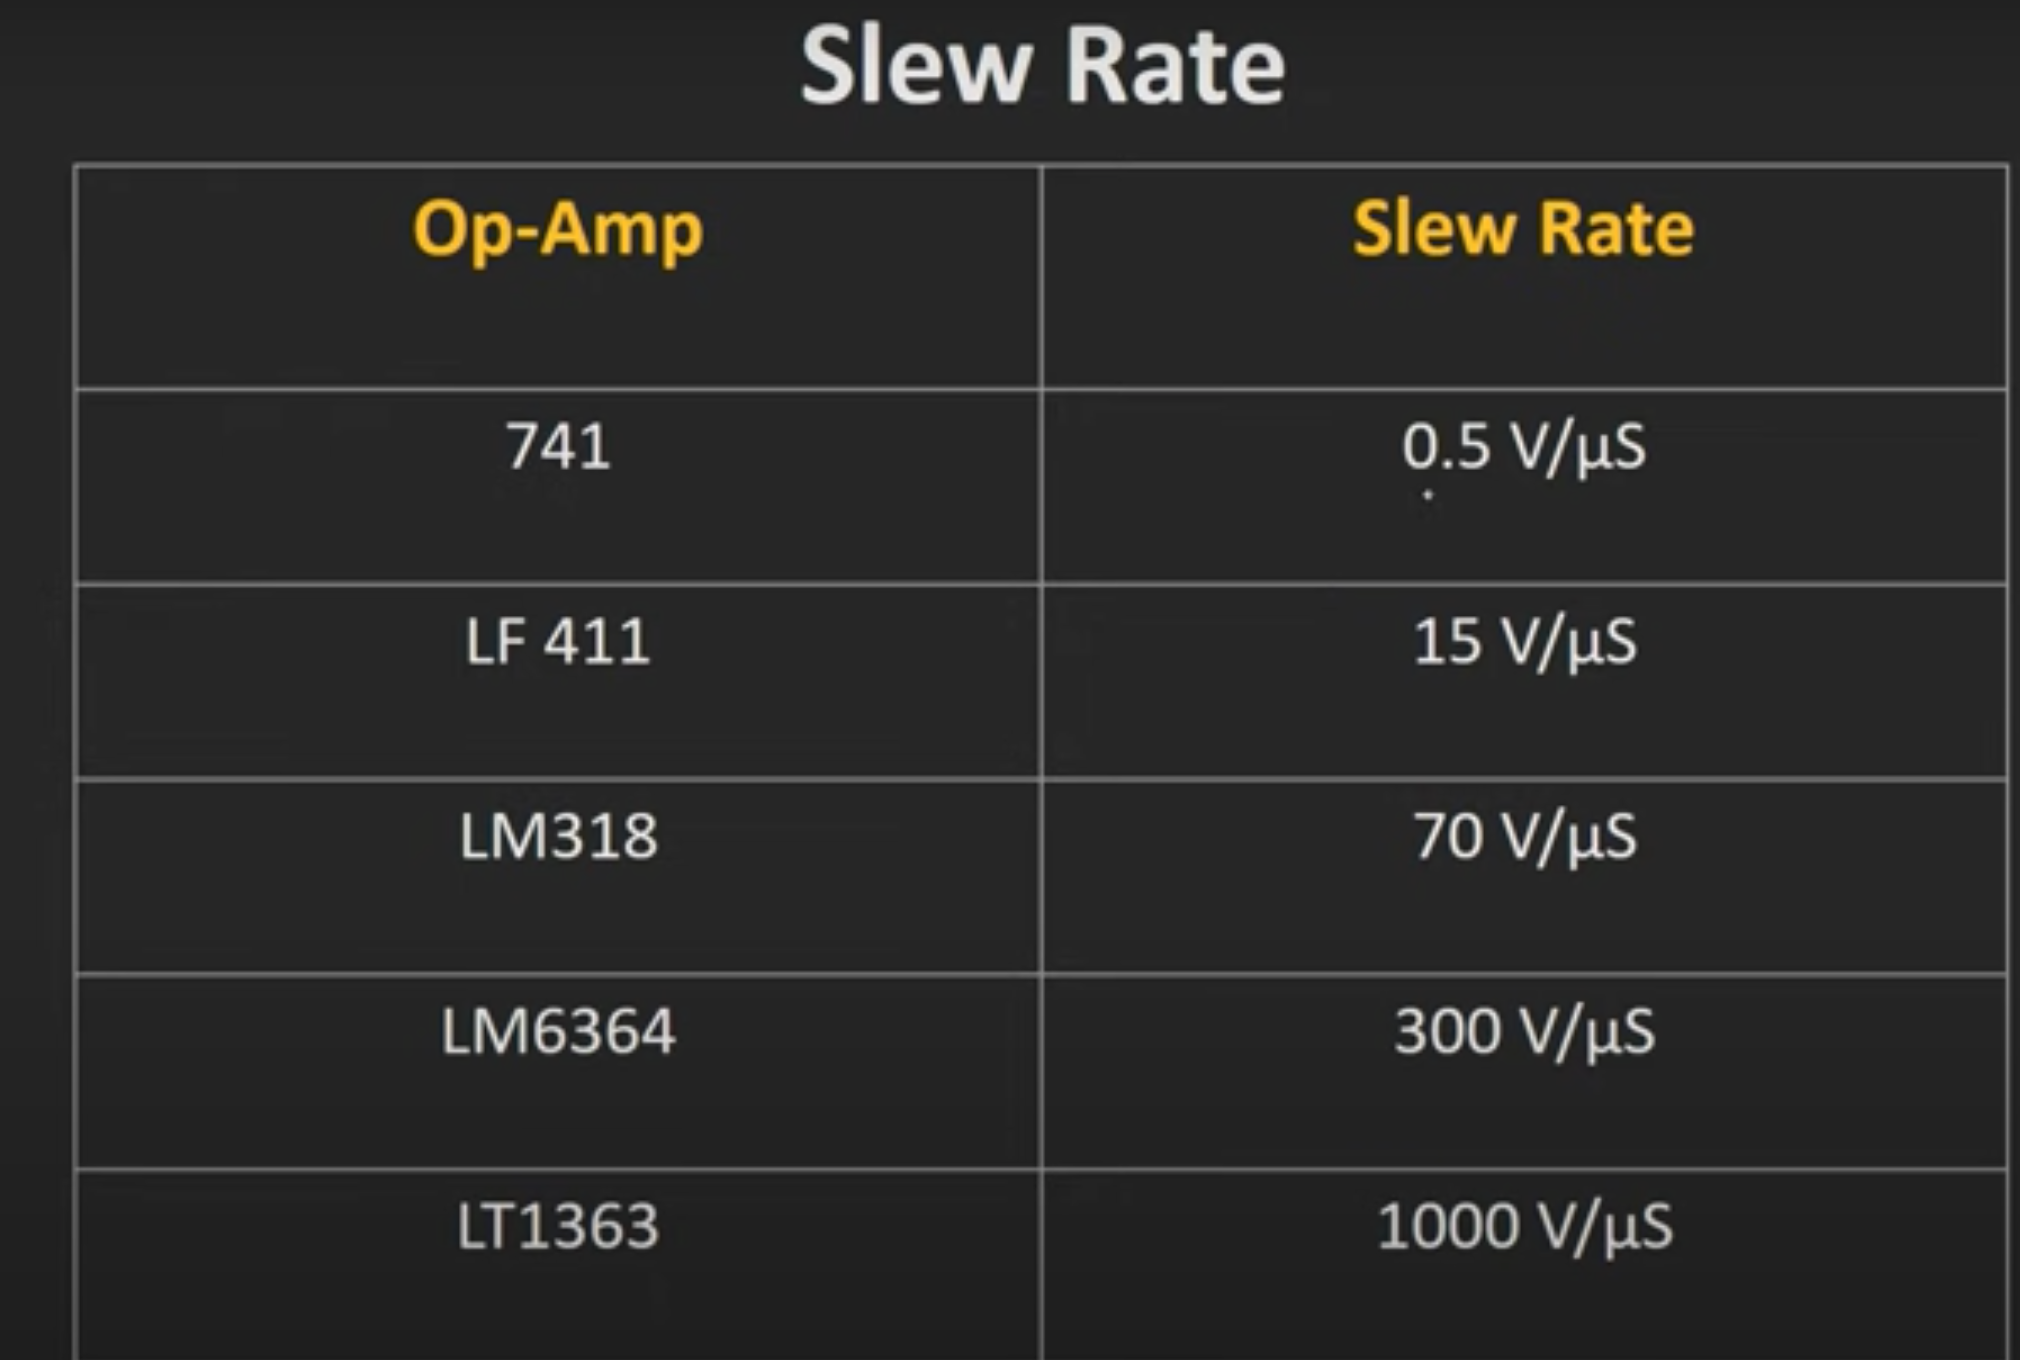 Slew Rate
Op-Amp Slew Rate
741 0.5 V/µS
LF 411 15 V/µS
LM318 70 V/µS
LM6364 300 V/µS
LT1363 1000 V/µS